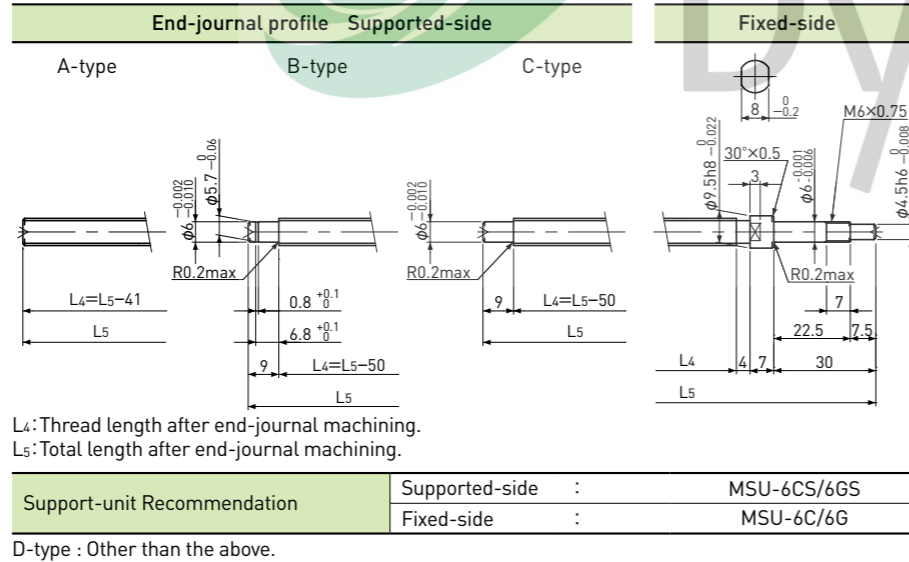 End-journal profile Supported-side
Fixed-side
A-type
B-type
C-type
L4=L5−41
L5
φ6 −0.002 −0.010
φ5.7 0 −0.06
R0.2max
0.8 +0.1 0
6.8 +0.1 0
9
L4=L5−50
L5
φ6 −0.002 −0.010
R0.2max
9
L4=L5−50
L5
8 0 −0.2
M6×0.75
φ9.5h8 0 −0.022
30°×0.5
3
φ6 −0.001 −0.006
φ4.5h6 0 −0.008
R0.2max
7
22.5
7.5
L4
4
7
30
L5
L4:Thread length after end-journal machining.
L5:Total length after end-journal machining.
Support-unit Recommendation
Supported-side : MSU-6CS/6GS
Fixed-side : MSU-6C/6G
D-type : Other than the above.
Dy